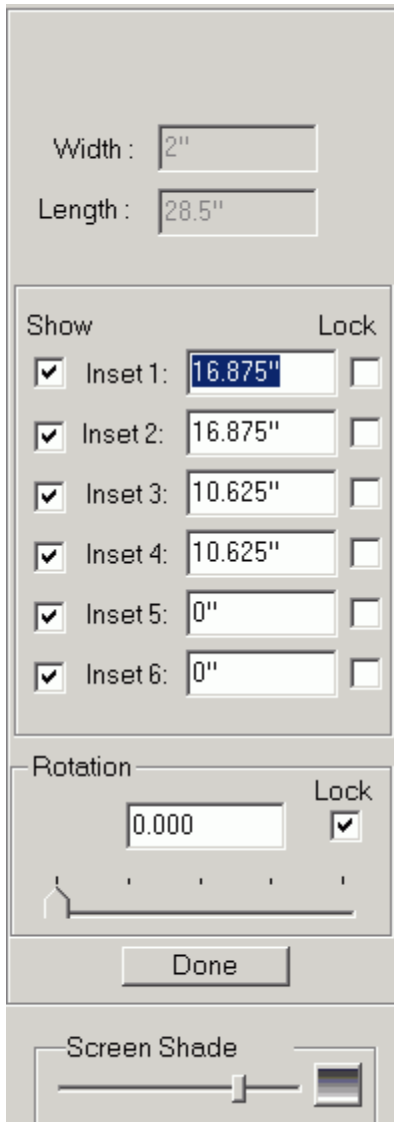 Width : 2"
Length : 28.5"
Show Lock
Inset 1: 16.875"
Inset 2: 16.875"
Inset 3: 10.625"
Inset 4: 10.625"
Inset 5: 0"
Inset 6: 0"
Rotation
Lock
0.000
Done
Screen Shade